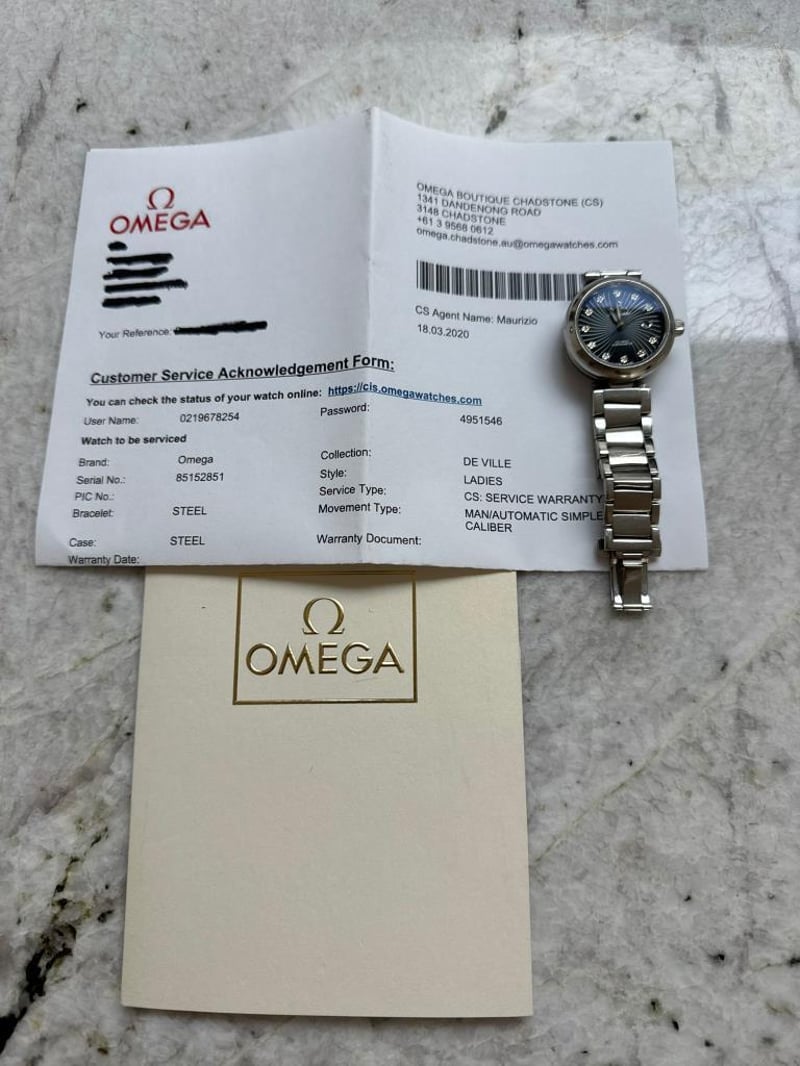 Ω
OMEGA
OMEGA BOUTIQUE CHADSTONE (CS)
1341 DANDENONG ROAD
3148 CHADSTONE
+61 3 9568 0612
omega.chadstone.au@omegawatches.com
CS Agent Name: Maurizio
18.03.2020
Your Reference:
Customer Service Acknowledgement Form:
You can check the status of your watch online: https://cis.omegawatches.com
User Name: 0219678254 Password: 4951546
Watch to be serviced
Brand: Omega Collection: DE VILLE
Serial No.: 85152851 Style: LADIES
PIC No.: Service Type: CS: SERVICE WARRANTY
Bracelet: STEEL Movement Type: MAN/AUTOMATIC SIMPLE
CALIBER
Case: STEEL Warranty Document:
Warranty Date:
Ω
OMEGA